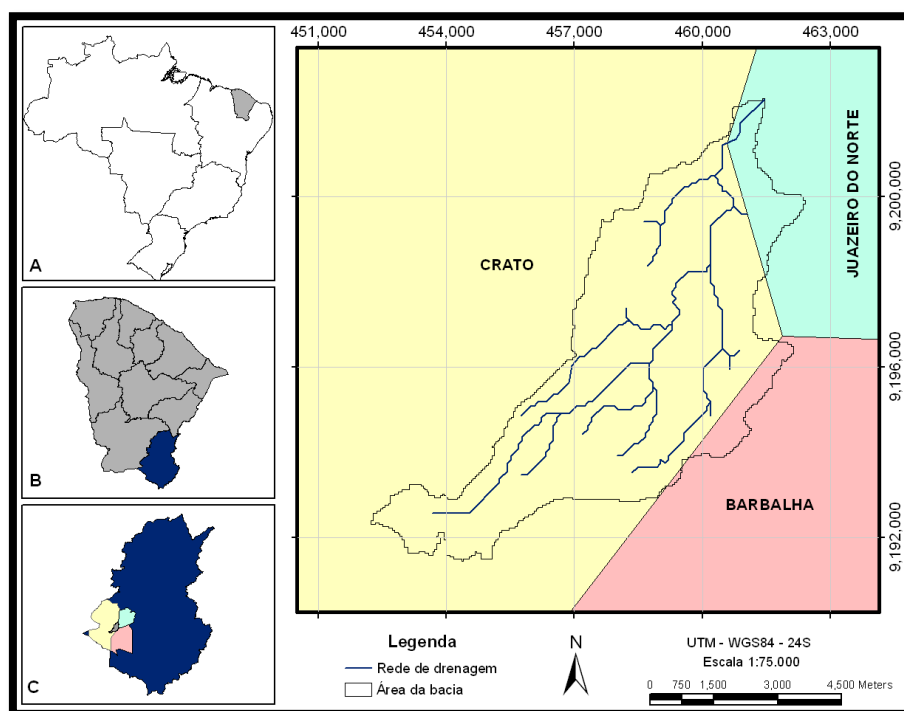 451,000 454,000 457,000 460,000 463,000
A
B
C
CRATO
JUAZEIRO DO NORTE
BARBALHA
9,200,000
9,196,000
9,192,000
Legenda
Rede de drenagem
Área da bacia
N
UTM - WGS84 - 24S
Escala 1:75.000
0 750 1,500 3,000 4,500 Meters